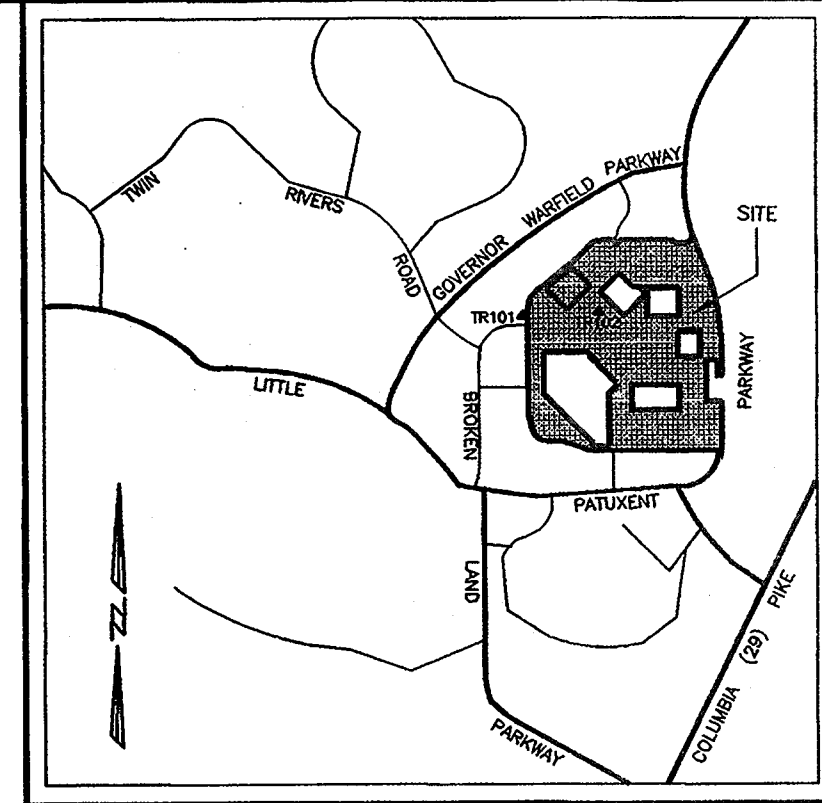 TWIN
RIVERS
ROAD
GOVERNOR
WARFIELD
PARKWAY
SITE
TR101
PARKWAY
LITTLE
BROKEN
PATUXENT
LAND
N
PIKE
(29)
COLUMBIA
PARKWAY